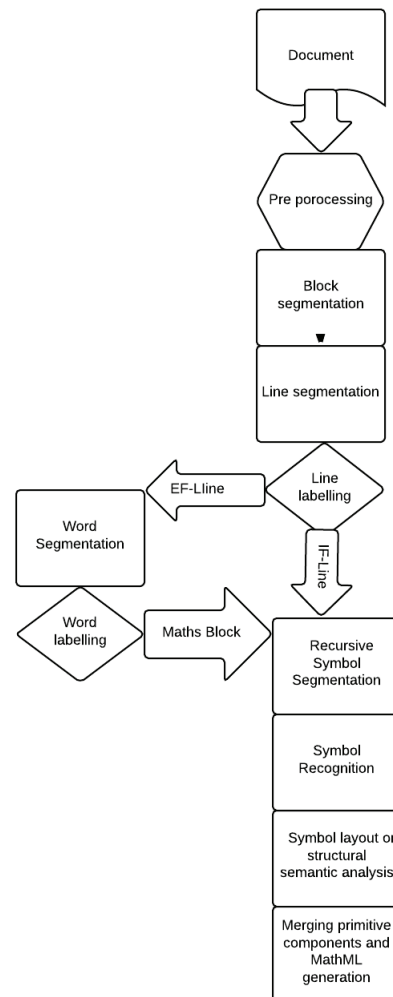 Document
Pre porocessing
Block
segmentation
Line segmentation
Line
labelling
EF-LIine
IF-Line
Word
Segmentation
Word
labelling
Maths Block
Recursive
Symbol
Segmentation
Symbol
Recognition
Symbol layout or
structural
semantic analysis
Merging primitive
components and
MathML
generation